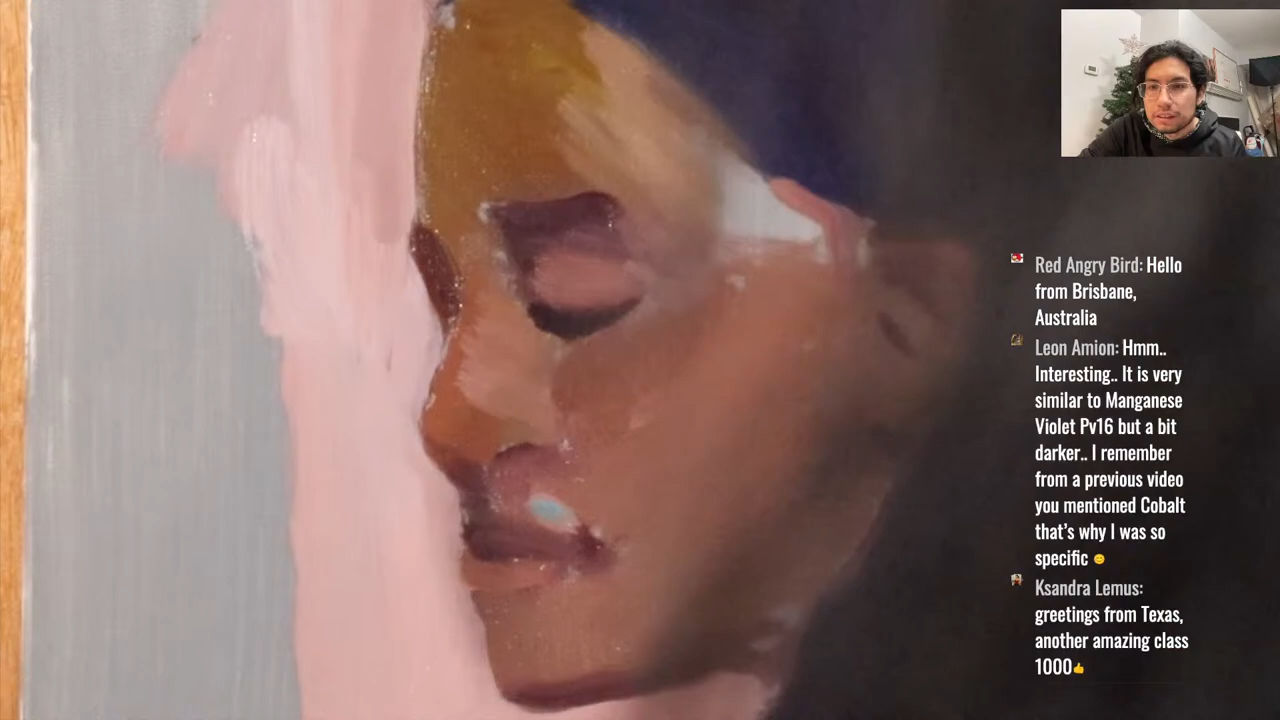 Red Angry Bird: Hello
from Brisbane,
Australia
Leon Amion: Hmm..
Interesting.. It is very
similar to Manganese
Violet Pv16 but a bit
darker.. I remember
from a previous video
you mentioned Cobalt
that's why I was so
specific 😊
Ksandra Lemus:
greetings from Texas,
another amazing class
1000👍